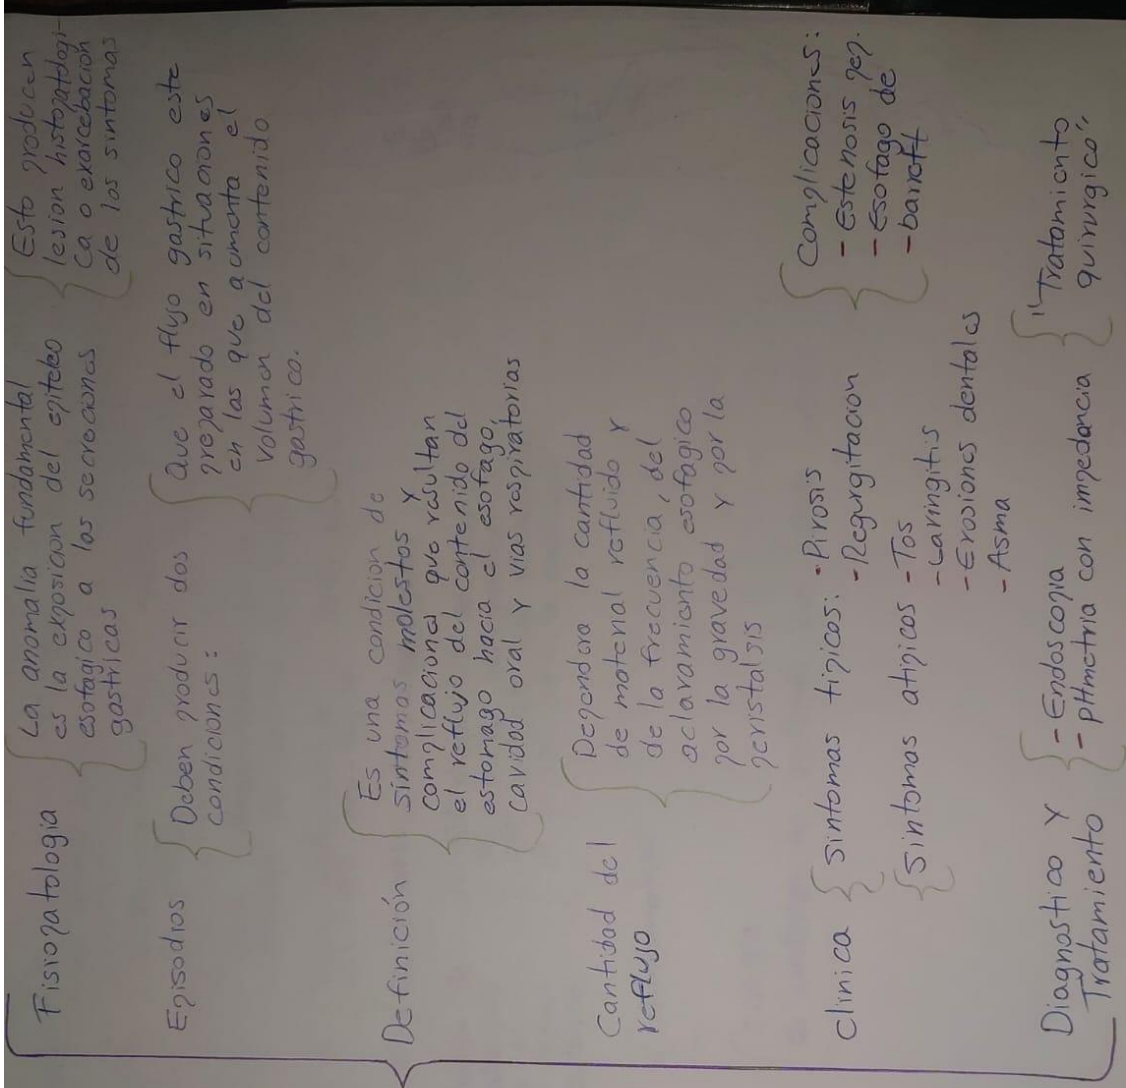 Fisiopatologia
La anomalia fundamental
es la exposicion del epiteleo
esofagico a las secreciones
gastricas
Esto producen
lesion histopatologi-
ca o exarcebación
de los sintomas
Episodios
Deben producir dos
condiciones:
Que el flujo gastrico este
preparado en situaciones
en las que aumenta el
volumen del contenido
gastrico.
Definición
Es una condicion de
sintomas molestos y
complicaciones que resultan
el reflujo del contenido del
estomago hacia el esofago,
cavidad oral y vias respiratorias
Cantidad del
reflujo
Dependera la cantidad
de material refluido y
de la frecuencia, del
aclaramiento esofagico
por la gravedad y por la
peristalsis
Clinica
Sintomas tipicos: - Pirosis
- Regurgitacion
Sintomas atipicos - Tos
- Laringitis
- Erosiones dentales
- Asma
Complicaciones:
- Estenosis pep.
- Esofago de
- barrett
Diagnostico y
Tratamiento
- Endoscopia
- pHmetria con impedancia
"Tratamiento
quirurgico"